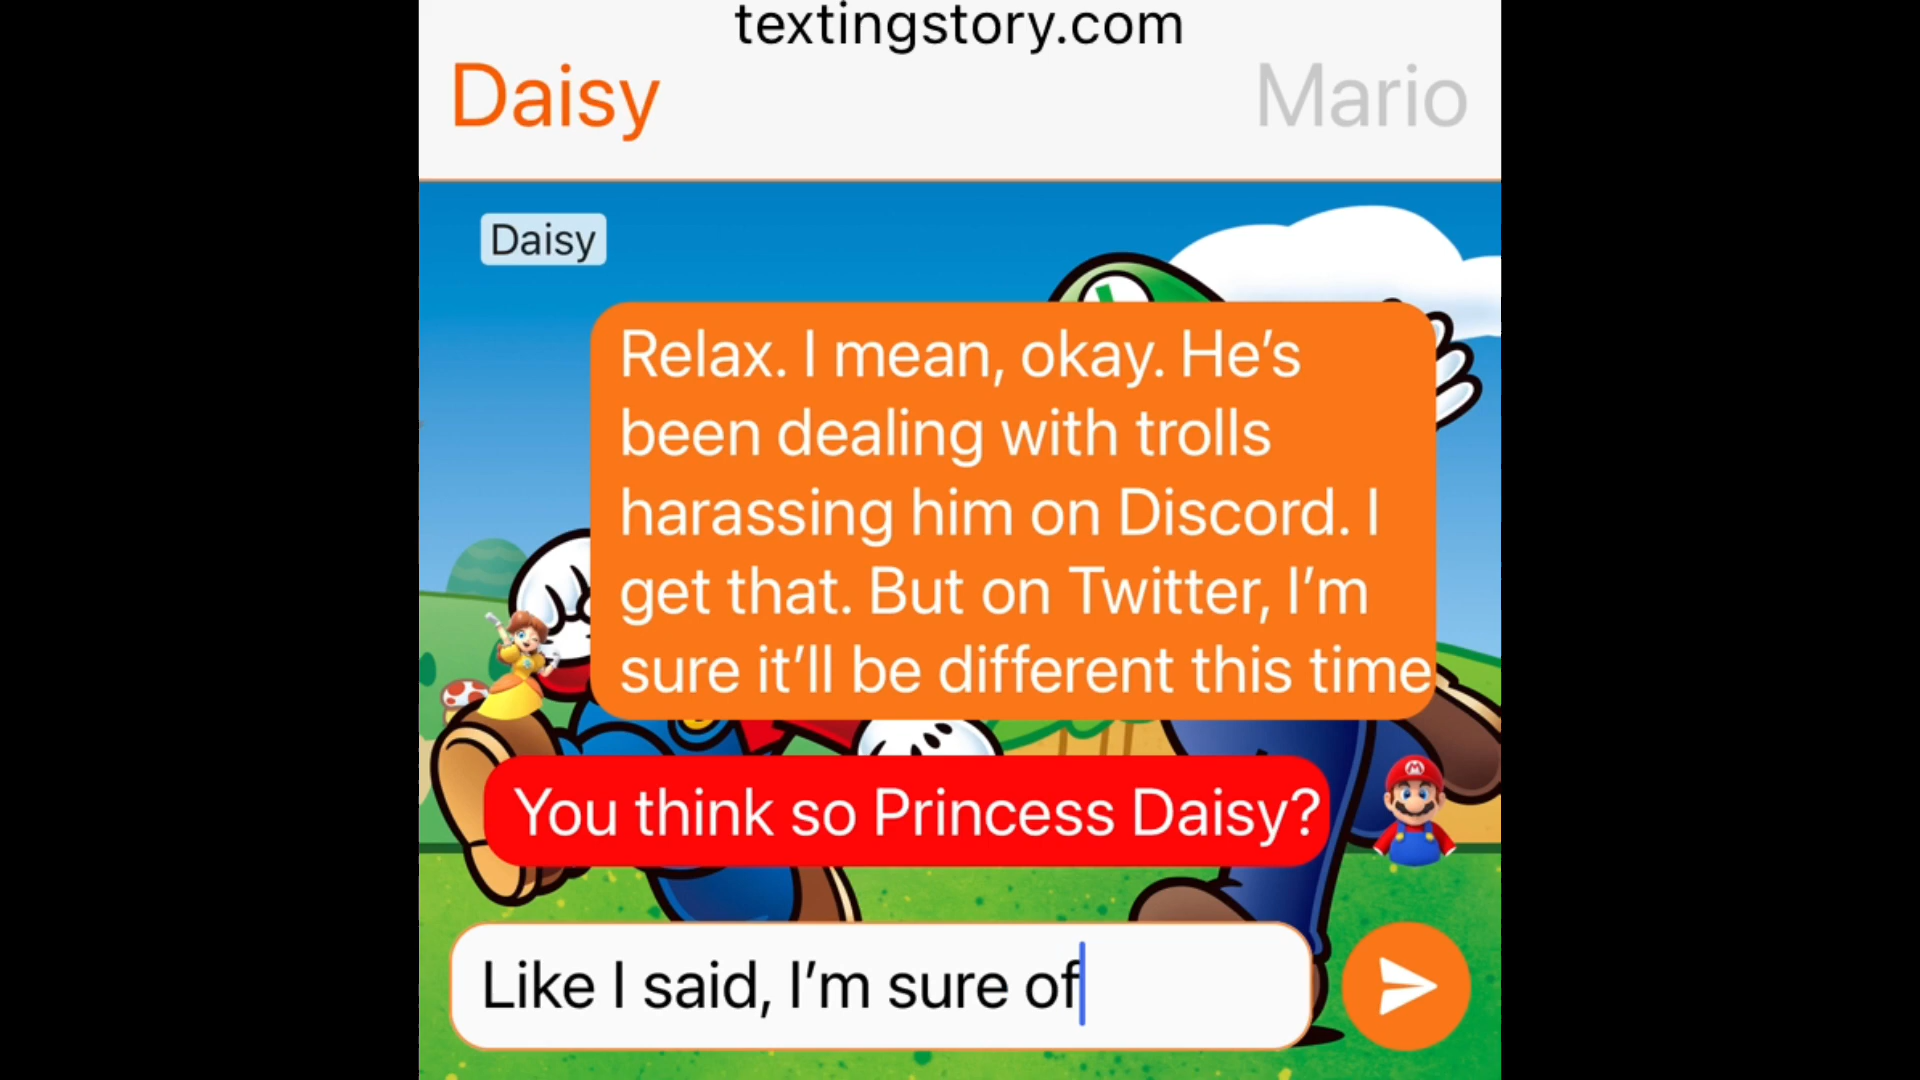 textingstory.com
Daisy
Mario
Daisy
Relax. I mean, okay. He’s
been dealing with trolls
harassing him on Discord. I
get that. But on Twitter, I’m
sure it’ll be different this time
You think so Princess Daisy?
Like I said, I’m sure of